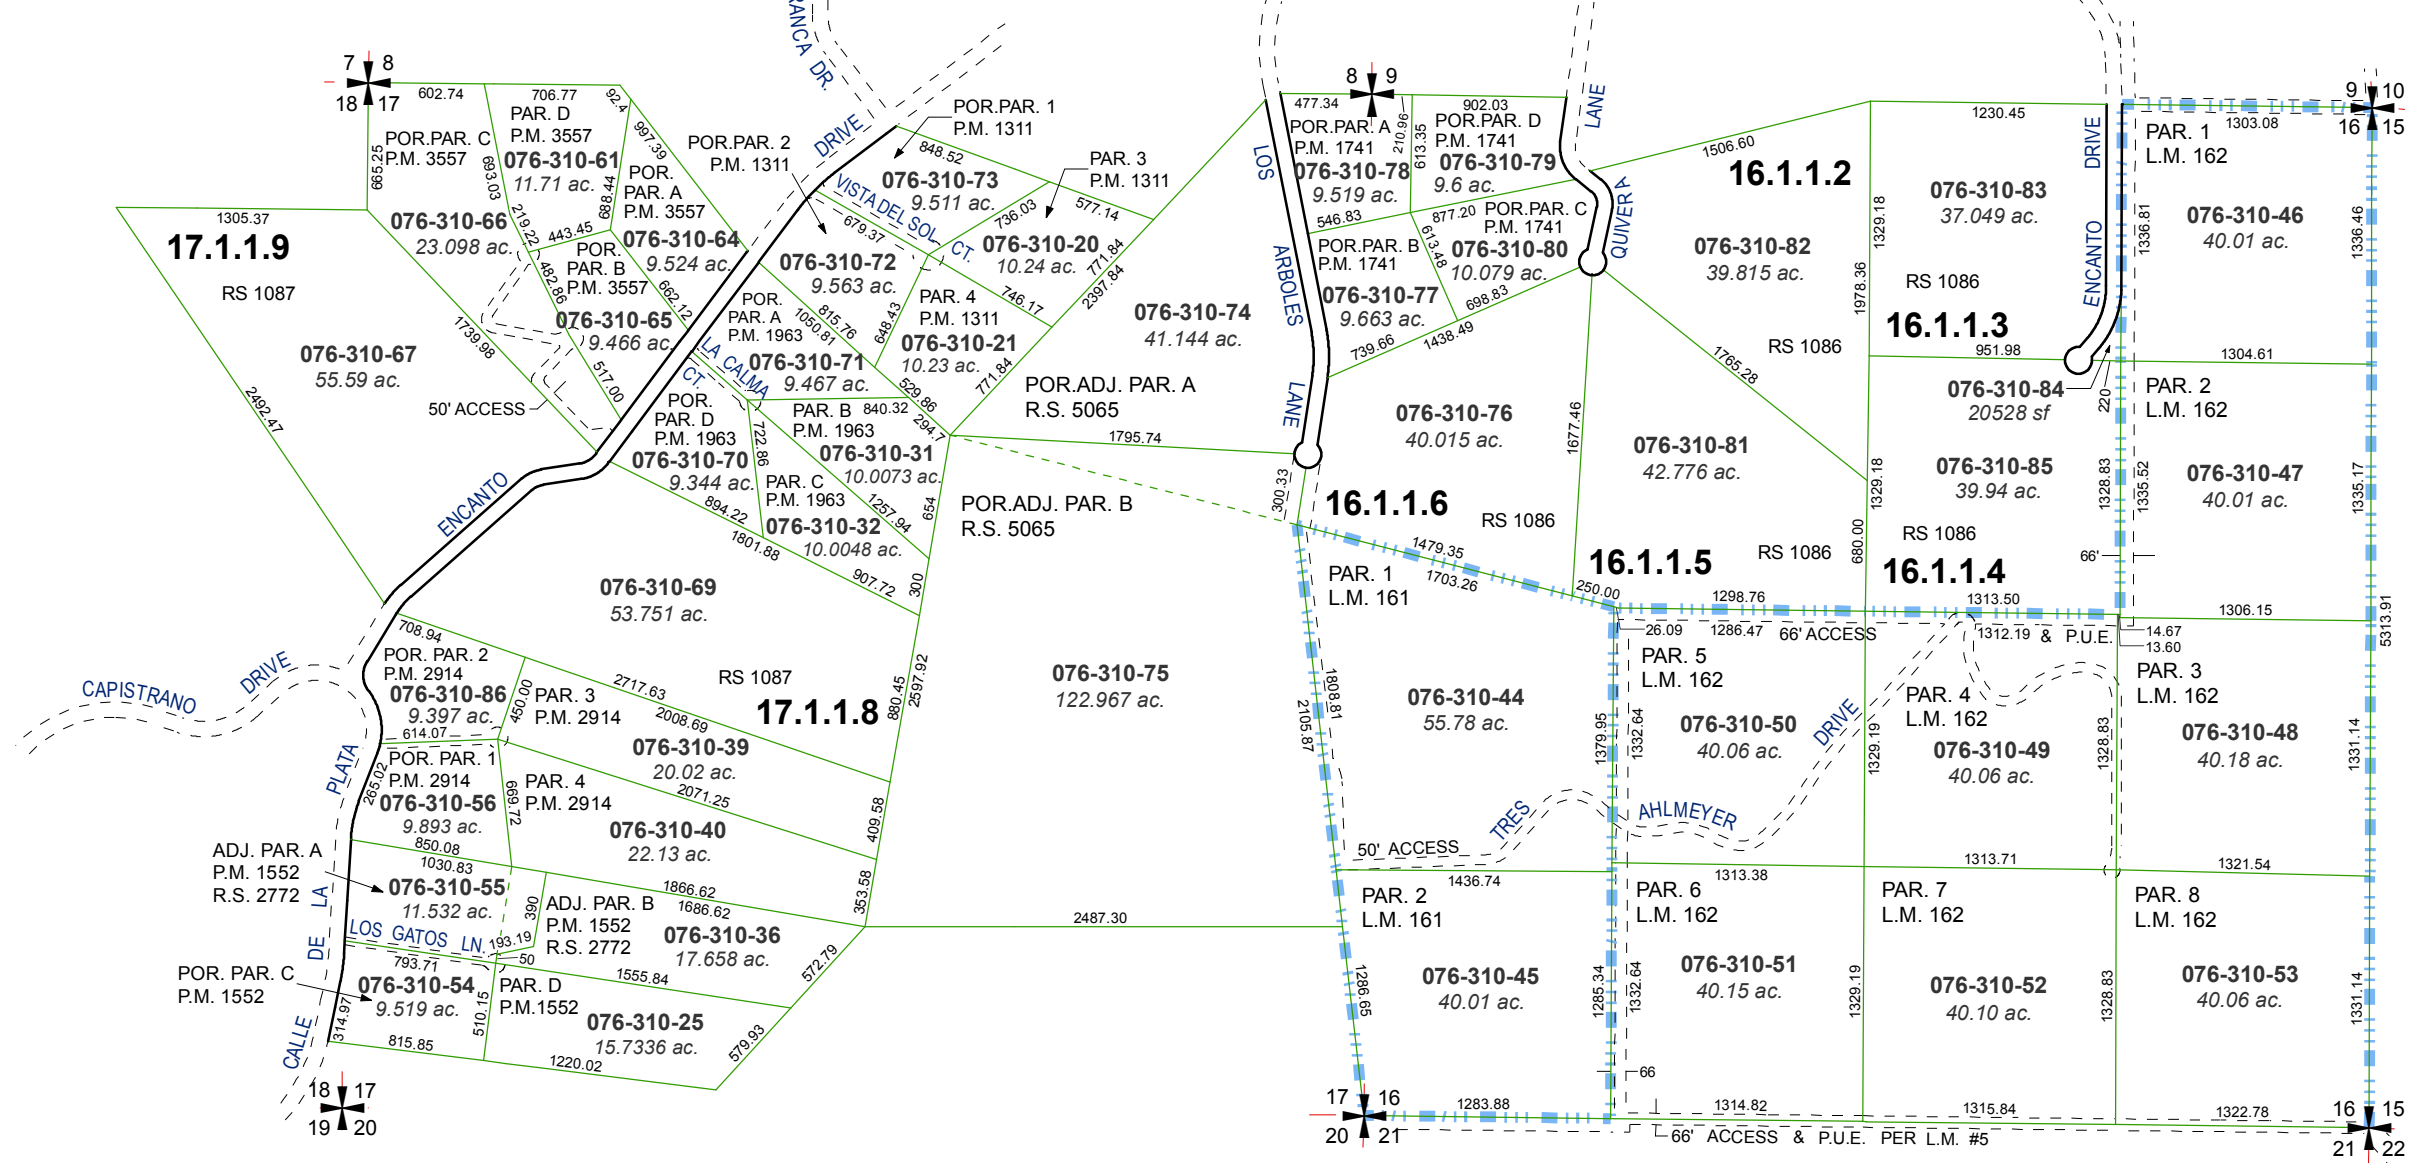 RANCA DR.
7 8
18 17
602.74
706.77
92.4
PAR. D
P.M. 3557
076-310-61
11.71 ac.
POR.PAR. C
P.M. 3557
685.25
693.03
997.39
688.44
POR.
PAR. A
P.M. 3557
076-310-64
9.524 ac.
076-310-66
23.098 ac.
219.22
443.45
POR.
PAR. B
P.M. 3557
482.86
662.12
076-310-65
9.466 ac.
517.00
1305.37
17.1.1.9
RS 1087
076-310-67
55.59 ac.
2492.47
1739.98
50' ACCESS
POR.PAR. 2
P.M. 1311
DRIVE
POR.PAR. 1
P.M. 1311
848.52
076-310-73
9.511 ac.
PAR. 3
P.M. 1311
577.14
736.03
VISTA DEL SOL CT.
679.37
076-310-20
10.24 ac.
771.84
2397.84
076-310-72
9.563 ac.
746.17
PAR. 4
P.M. 1311
648.43
076-310-21
10.23 ac.
771.84
815.76
1050.81
POR.
PAR. A
P.M. 1963
LA CALMA
CT.
076-310-71
9.467 ac.
529.86
840.32
294.7
PAR. B
P.M. 1963
076-310-31
10.0073 ac.
POR.
PAR. D
P.M. 1963
076-310-70
9.344 ac.
722.86
PAR. C
P.M. 1963
076-310-32
10.0048 ac.
1257.94
654
300
894.22
1801.88
907.72
ENCANTO
076-310-69
53.751 ac.
RS 1087
17.1.1.8
708.94
POR. PAR. 2
P.M. 2914
076-310-86
9.397 ac.
450.00
614.07
PAR. 3
P.M. 2914
2717.63
2008.69
076-310-39
20.02 ac.
880.45
2597.92
CAPISTRANO DRIVE
POR. PAR. 1
P.M. 2914
076-310-56
9.893 ac.
265.02
669.72
PAR. 4
P.M. 2914
2071.25
076-310-40
22.13 ac.
409.58
850.08
1030.83
ADJ. PAR. A
P.M. 1552
R.S. 2772
076-310-55
11.532 ac.
1866.62
1686.62
353.58
390
ADJ. PAR. B
P.M. 1552
R.S. 2772
076-310-36
17.658 ac.
LOS GATOS LN.
193.19
50
793.71
1555.84
572.79
POR. PAR. C
P.M. 1552
076-310-54
9.519 ac.
314.97
510.15
PAR. D
P.M.1552
076-310-25
15.7336 ac.
579.93
815.85
1220.02
CALLE DE LA PLATA
18 17
19 20
477.34
8 9
902.03
POR.PAR. A
P.M. 1741
210.96
613.35
076-310-78
9.519 ac.
POR.PAR. D
P.M. 1741
076-310-79
9.6 ac.
LANE
QUIVERA
546.83
877.20
POR.PAR. C
P.M. 1741
076-310-80
10.079 ac.
POR.PAR. B
P.M. 1741
613.48
076-310-77
9.663 ac.
698.83
739.66
1438.49
LOS ARBOLES LANE
076-310-74
41.144 ac.
POR.ADJ. PAR. A
R.S. 5065
1795.74
300.33
POR.ADJ. PAR. B
R.S. 5065
076-310-75
122.967 ac.
2487.30
076-310-76
40.015 ac.
16.1.1.6
RS 1086
1677.46
1479.35
1703.26
250.00
1506.60
16.1.1.2
076-310-82
39.815 ac.
RS 1086
1765.28
076-310-81
42.776 ac.
16.1.1.5
RS 1086
1298.76
1230.45
1329.18
1978.36
076-310-83
37.049 ac.
RS 1086
16.1.1.3
951.98
ENCANTO DRIVE
076-310-84
20528 sf
220
076-310-85
39.94 ac.
1329.18
680.00
1328.83
1335.52
RS 1086
16.1.1.4
66'
1313.50
9 10
16 15
1303.08
PAR. 1
L.M. 162
1336.81
1336.46
076-310-46
40.01 ac.
1304.61
PAR. 2
L.M. 162
076-310-47
40.01 ac.
1335.17
1306.15
5313.91
PAR. 1
L.M. 161
076-310-44
55.78 ac.
1808.81
2105.87
1379.95
1332.64
26.09
1286.47
66' ACCESS
1312.19
& P.U.E.
14.67
13.60
PAR. 5
L.M. 162
076-310-50
40.06 ac.
PAR. 4
L.M. 162
1329.19
076-310-49
40.06 ac.
1328.83
PAR. 3
L.M. 162
076-310-48
40.18 ac.
1331.14
50' ACCESS
TRES AHLMEYER DRIVE
1436.74
1313.38
1313.71
1321.54
PAR. 2
L.M. 161
076-310-45
40.01 ac.
1286.65
1285.34
1332.64
PAR. 6
L.M. 162
076-310-51
40.15 ac.
1329.19
PAR. 7
L.M. 162
076-310-52
40.10 ac.
1328.83
PAR. 8
L.M. 162
076-310-53
40.06 ac.
1331.14
66
17 16
20 21
1283.88
1314.82
1315.84
1322.78
66' ACCESS & P.U.E. PER L.M. #5
16 15
21 22